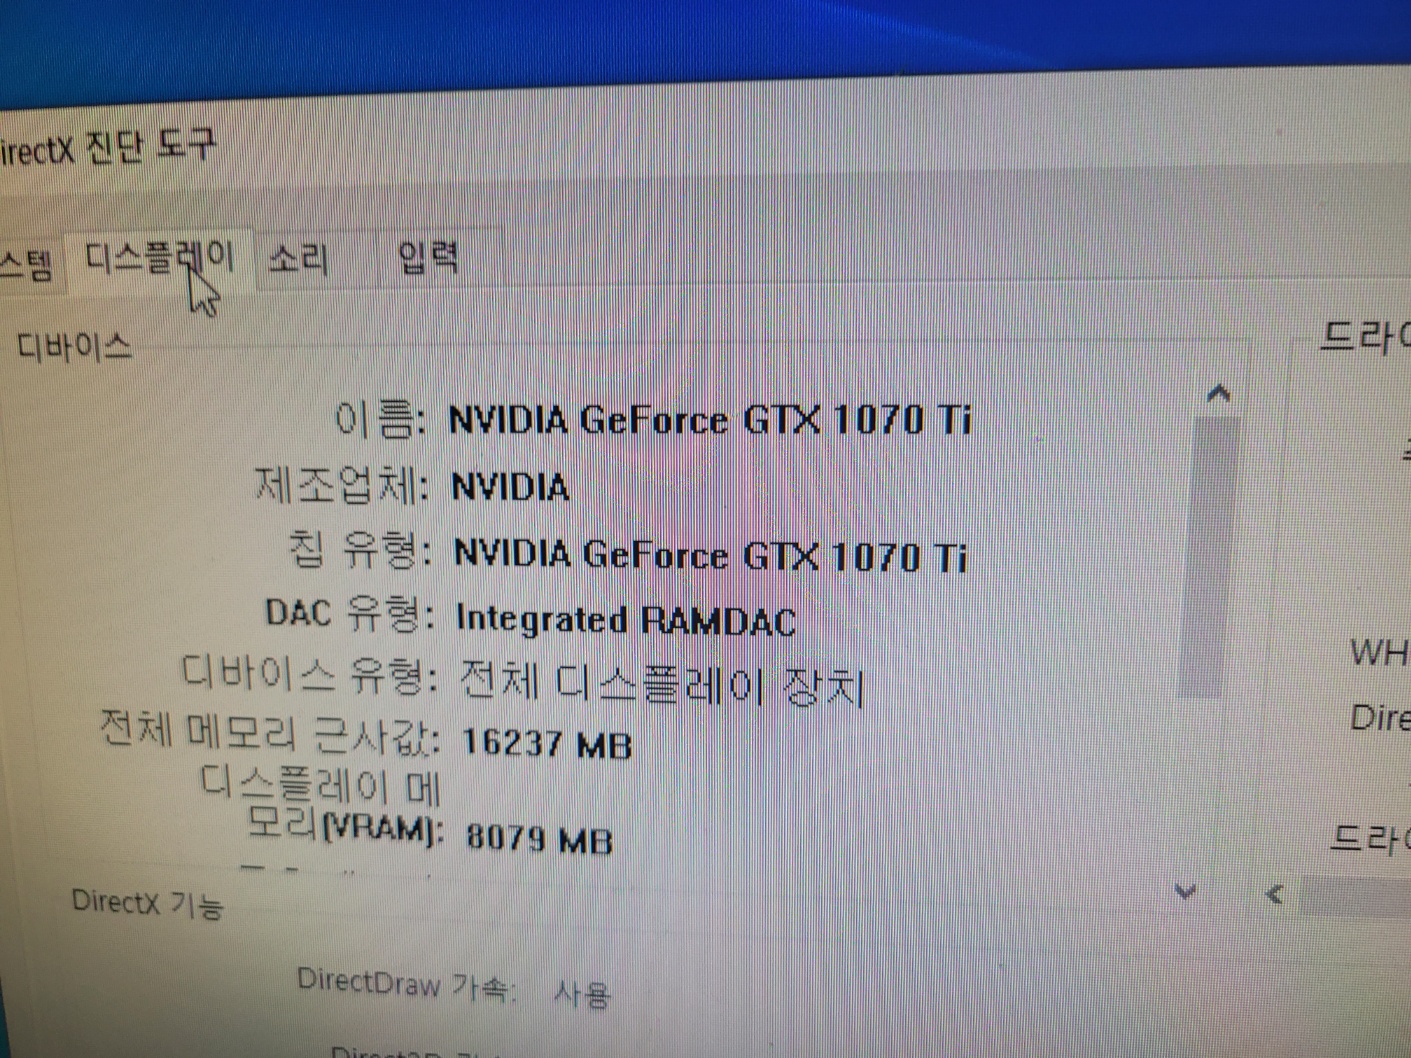 irectX 진단 도구
스템 디스플레이 소리 입력
디바이스
이름: NVIDIA GeForce GTX 1070 Ti
제조업체: NVIDIA
칩 유형: NVIDIA GeForce GTX 1070 Ti
DAC 유형: Integrated RAMDAC
디바이스 유형: 전체 디스플레이 장치
전체 메모리 근사값: 16237 MB
디스플레이 메
모리(VRAM): 8079 MB
DirectX 기능
DirectDraw 가속: 사용
드라이
WH
Dire
드라이